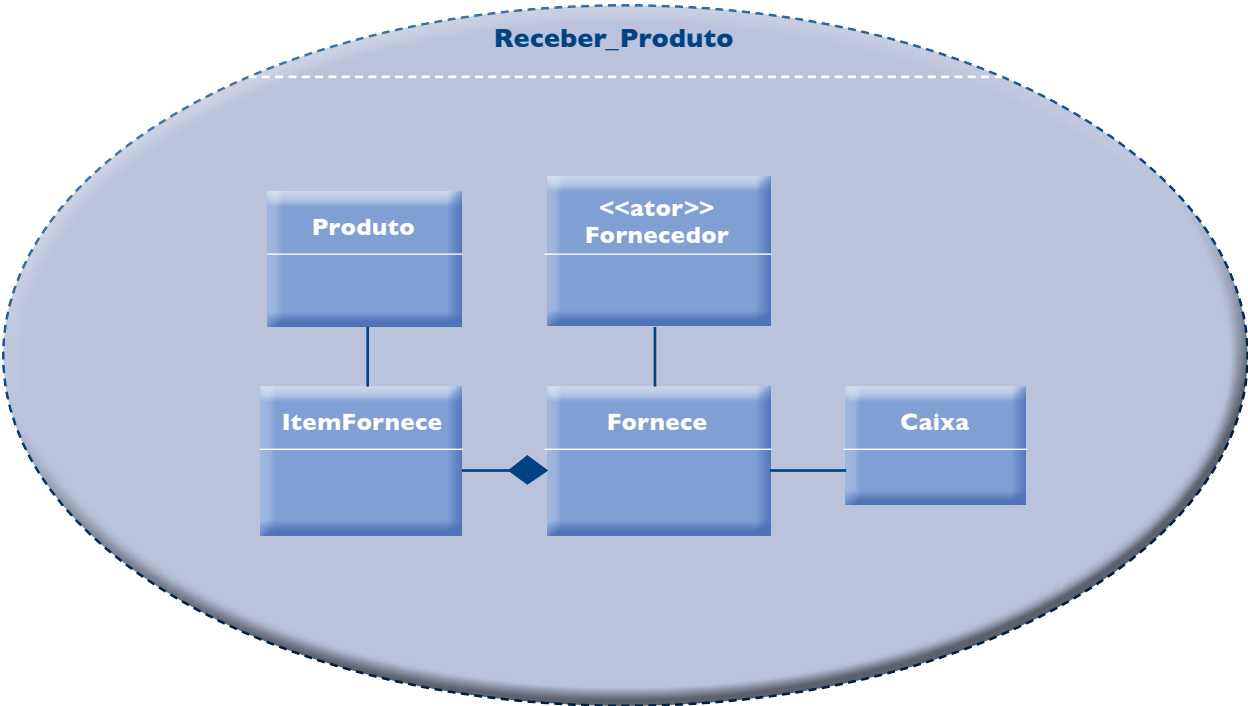 Receber_Produto
Produto
<<ator>>
Fornecedor
ItemFornece
Fornece
Caixa